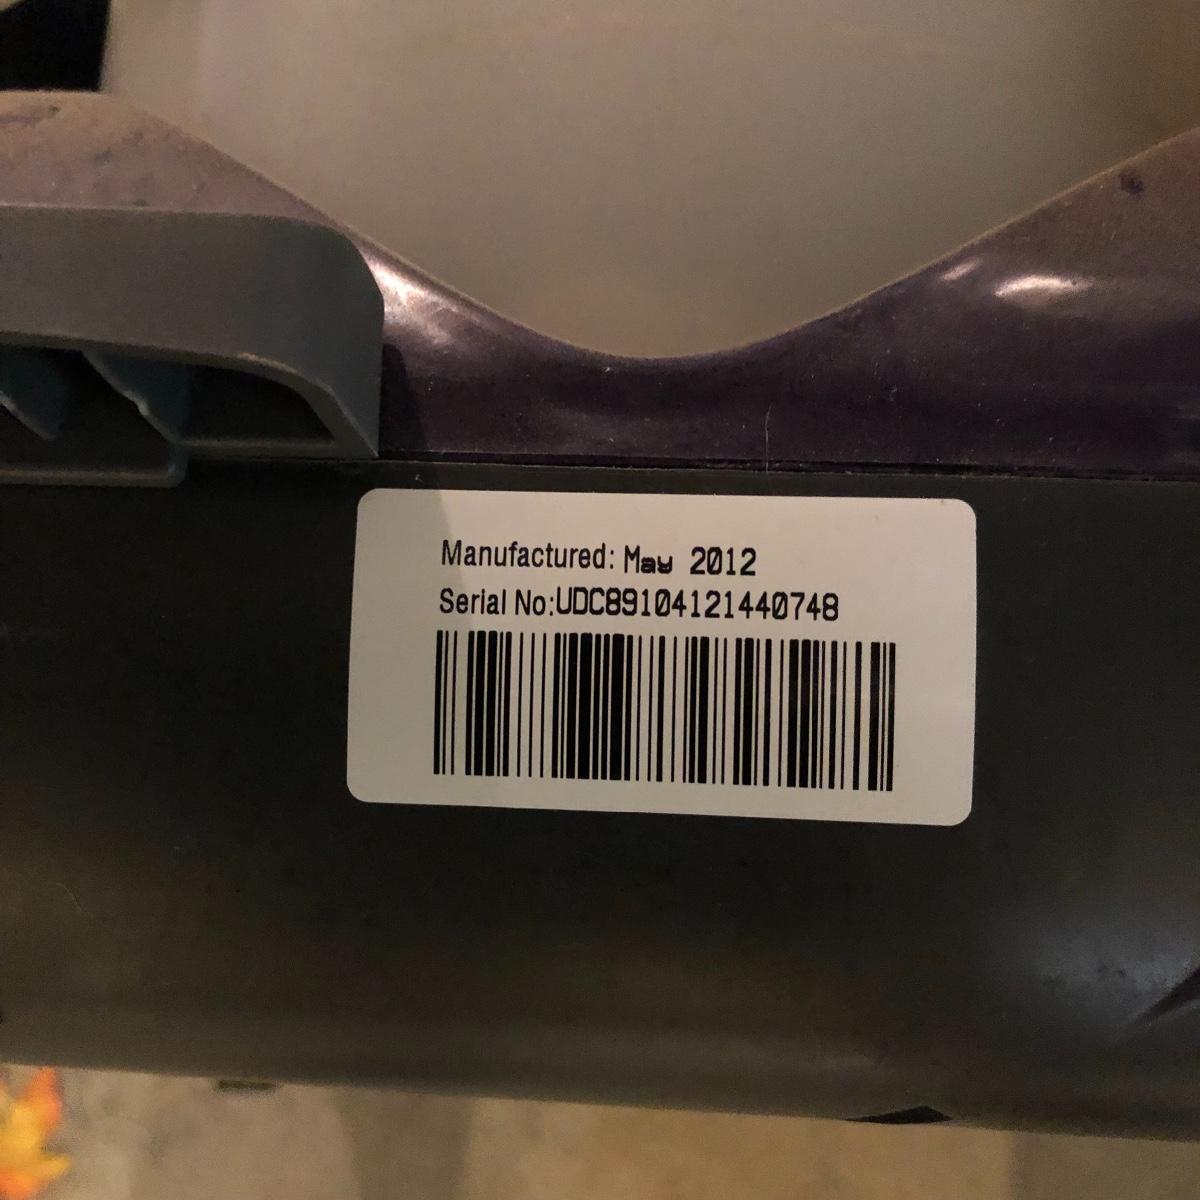 Manufactured: May 2012
Serial No:UDC89104121440748